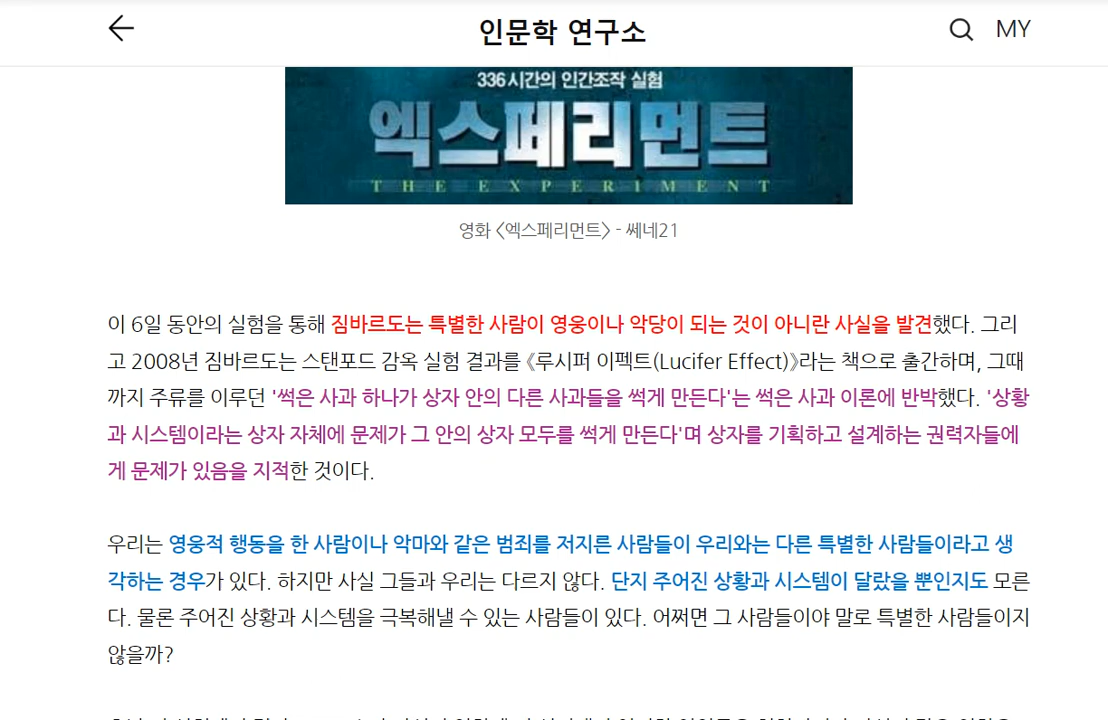 인문학 연구소
MY
336시간의 인간조작 실험
엑스페리먼트
THE EXPERIMENT
영화 <엑스페리먼트> - 쎄네21
이 6일 동안의 실험을 통해 짐바르도는 특별한 사람이 영웅이나 악당이 되는 것이 아니란 사실을 발견했다. 그리
고 2008년 짐바르도는 스탠포드 감옥 실험 결과를 《루시퍼 이펙트(Lucifer Effect)》라는 책으로 출간하며, 그때
까지 주류를 이루던 '썩은 사과 하나가 상자 안의 다른 사과들을 썩게 만든다'는 썩은 사과 이론에 반박했다. '상황
과 시스템이라는 상자 자체에 문제가 그 안의 상자 모두를 썩게 만든다'며 상자를 기획하고 설계하는 권력자들에
게 문제가 있음을 지적한 것이다.
우리는 영웅적 행동을 한 사람이나 악마와 같은 범죄를 저지른 사람들이 우리와는 다른 특별한 사람들이라고 생
각하는 경우가 있다. 하지만 사실 그들과 우리는 다르지 않다. 단지 주어진 상황과 시스템이 달랐을 뿐인지도 모른
다. 물론 주어진 상황과 시스템을 극복해낼 수 있는 사람들이 있다. 어쩌면 그 사람들이야 말로 특별한 사람들이지
않을까?